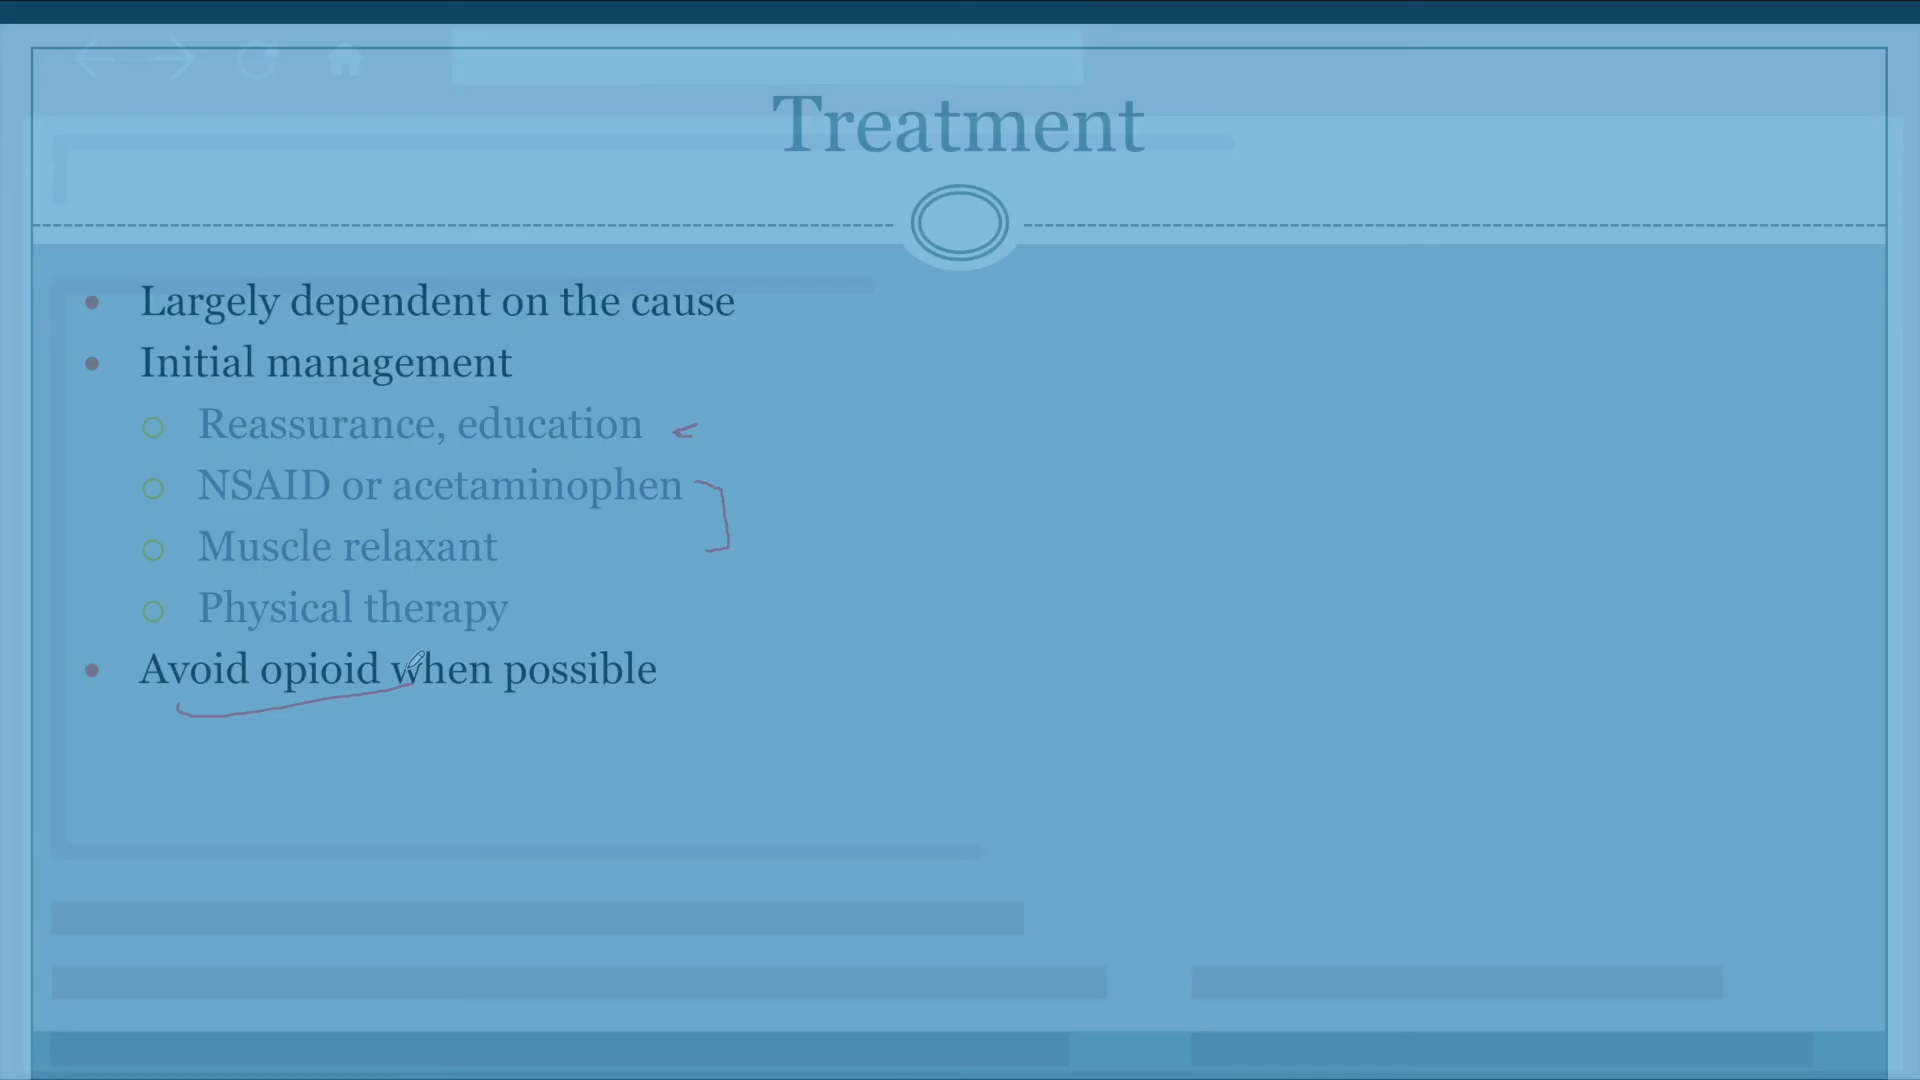 Treatment
Largely dependent on the cause
Initial management
Reassurance, education
NSAID or acetaminophen
Muscle relaxant
Physical therapy
Avoid opioid when possible